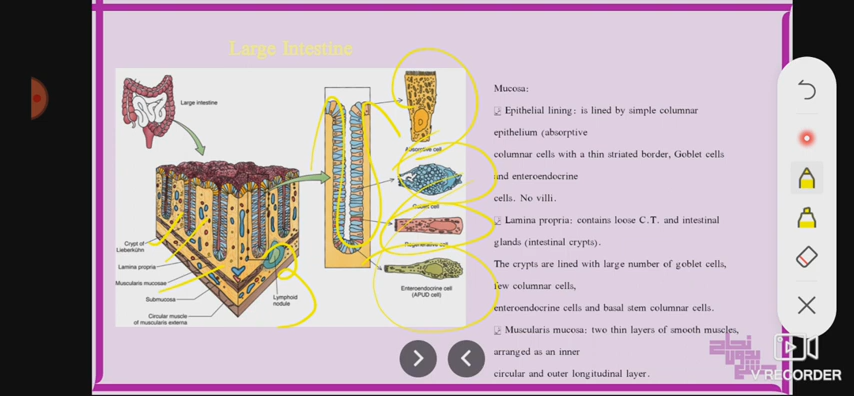 Large Intestine
Large intestine
Absorptive cell
Goblet cell
Regenerative cell
Enteroendocrine cell
(APUD cell)
Crypt of
Lieberkühn
Lamina propria
Muscularis mucosae
Submucosa
Circular muscle
of muscularis externa
Lymphoid
nodule
Mucosa:
Epithelial lining: is lined by simple columnar
epithelium (absorptive
columnar cells with a thin striated border, Goblet cells
and enteroendocrine
cells. No villi.
Lamina propria: contains loose C.T. and intestinal
glands (intestinal crypts).
The crypts are lined with large number of goblet cells,
few columnar cells,
enteroendocrine cells and basal stem columnar cells.
Muscularis mucosa: two thin layers of smooth muscles,
arranged as an inner
circular and outer longitudinal layer.
V RECORDER